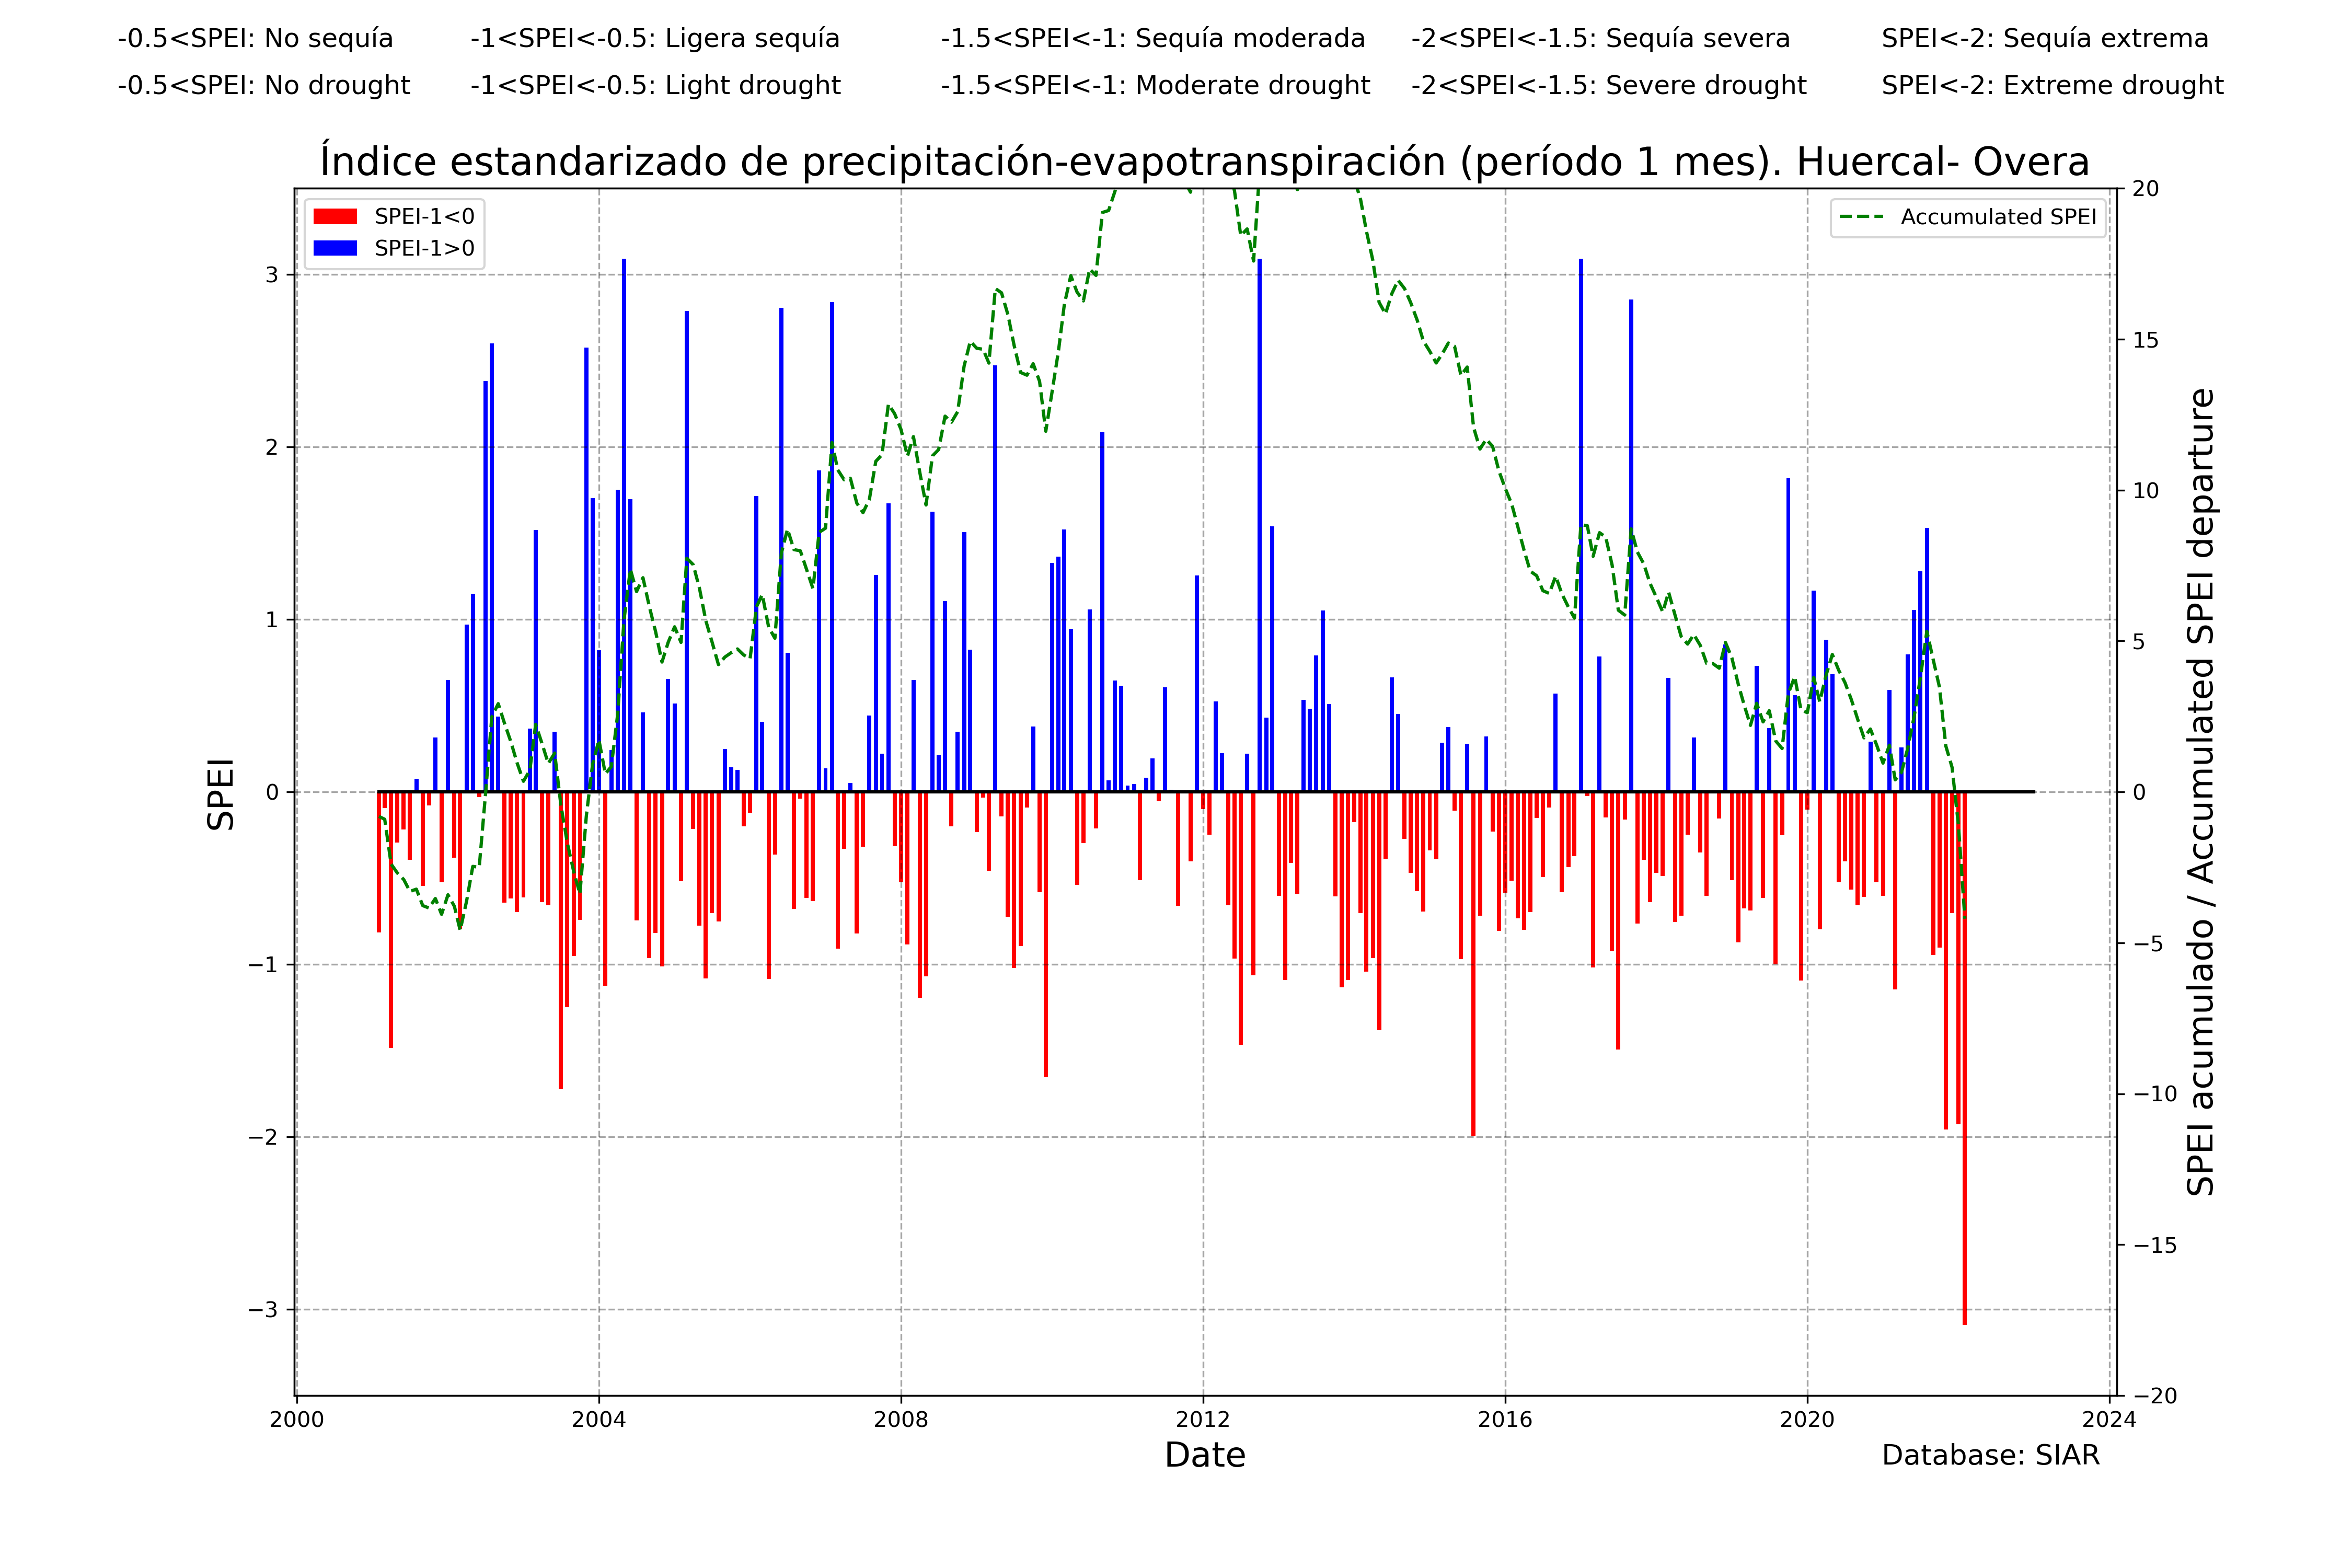 -0.5<SPEI: No sequía -1<SPEI<-0.5: Ligera sequía -1.5<SPEI<-1: Sequía moderada -2<SPEI<-1.5: Sequía severa SPEI<-2: Sequía extrema
-0.5<SPEI: No drought -1<SPEI<-0.5: Light drought -1.5<SPEI<-1: Moderate drought -2<SPEI<-1.5: Severe drought SPEI<-2: Extreme drought
Índice estandarizado de precipitación-evapotranspiración (período 1 mes). Huercal- Overa
SPEI-1<0
SPEI-1>0
Accumulated SPEI
SPEI
3
2
1
0
−1
−2
−3
20
15
10
5
0
−5
−10
−15
−20
SPEI acumulado / Accumulated SPEI departure
2000 2004 2008 2012 2016 2020 2024
Date
Database: SIAR